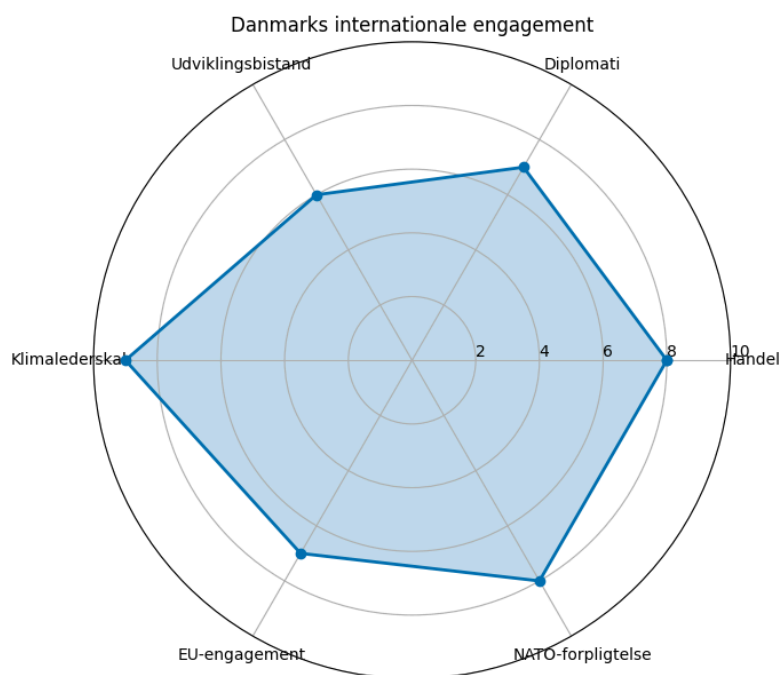 Danmarks internationale engagement
Udviklingsbistand
Diplomati
Klimalederskab
2
4
6
8
10
Handel
EU-engagement
NATO-forpligtelse